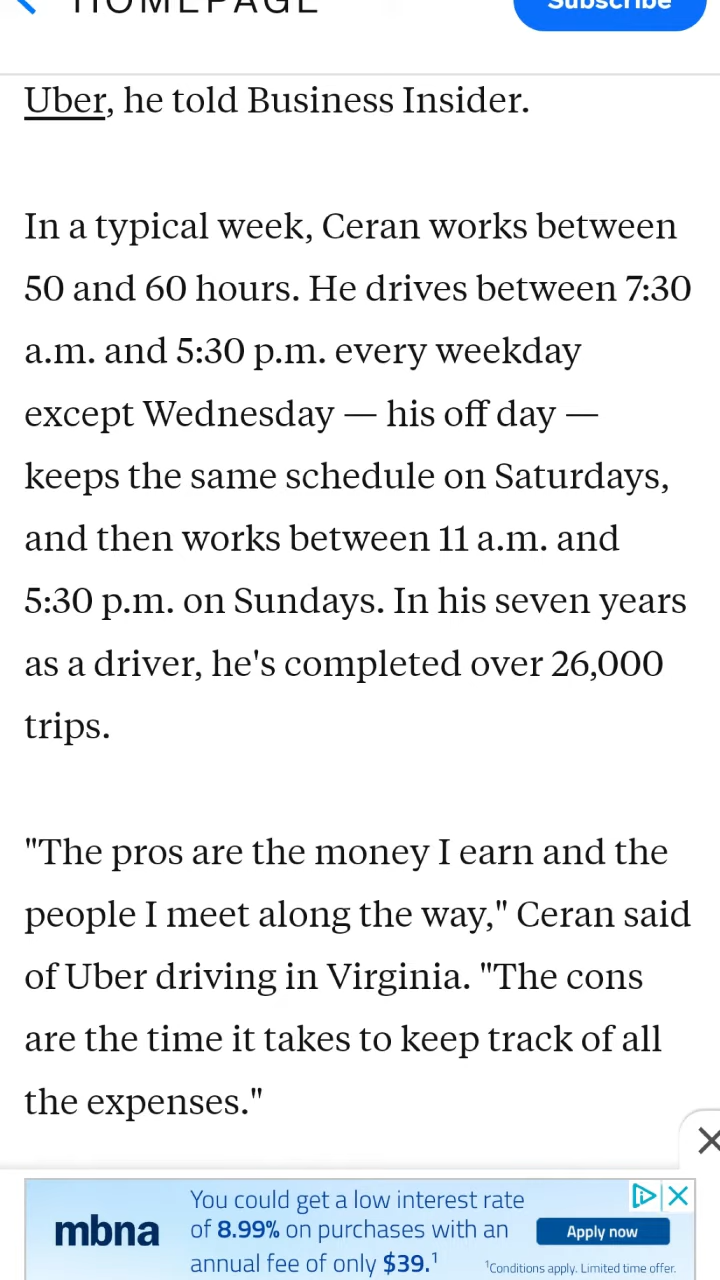 HOMEPAGE
Subscribe
Uber, he told Business Insider.
In a typical week, Ceran works between
50 and 60 hours. He drives between 7:30
a.m. and 5:30 p.m. every weekday
except Wednesday — his off day —
keeps the same schedule on Saturdays,
and then works between 11 a.m. and
5:30 p.m. on Sundays. In his seven years
as a driver, he's completed over 26,000
trips.
"The pros are the money I earn and the
people I meet along the way," Ceran said
of Uber driving in Virginia. "The cons
are the time it takes to keep track of all
the expenses."
mbna
You could get a low interest rate
of 8.99% on purchases with an
annual fee of only $39.¹
Apply now
¹Conditions apply. Limited time offer.